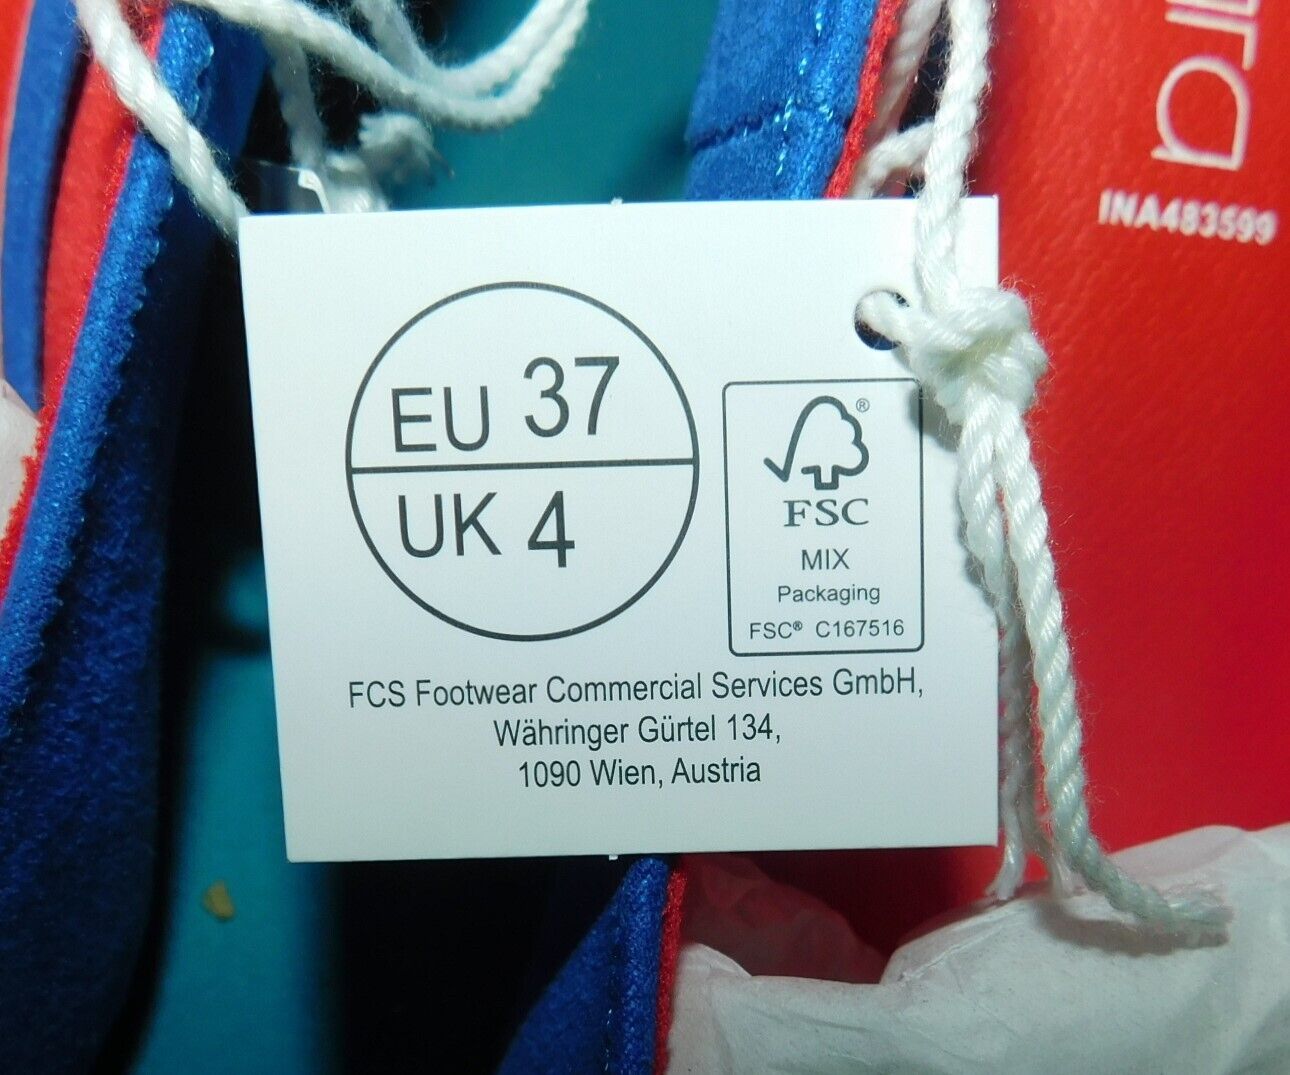 INA483599
EU 37
UK 4
®
FSC
MIX
Packaging
FSC® C167516
FCS Footwear Commercial Services GmbH,
Währinger Gürtel 134,
1090 Wien, Austria